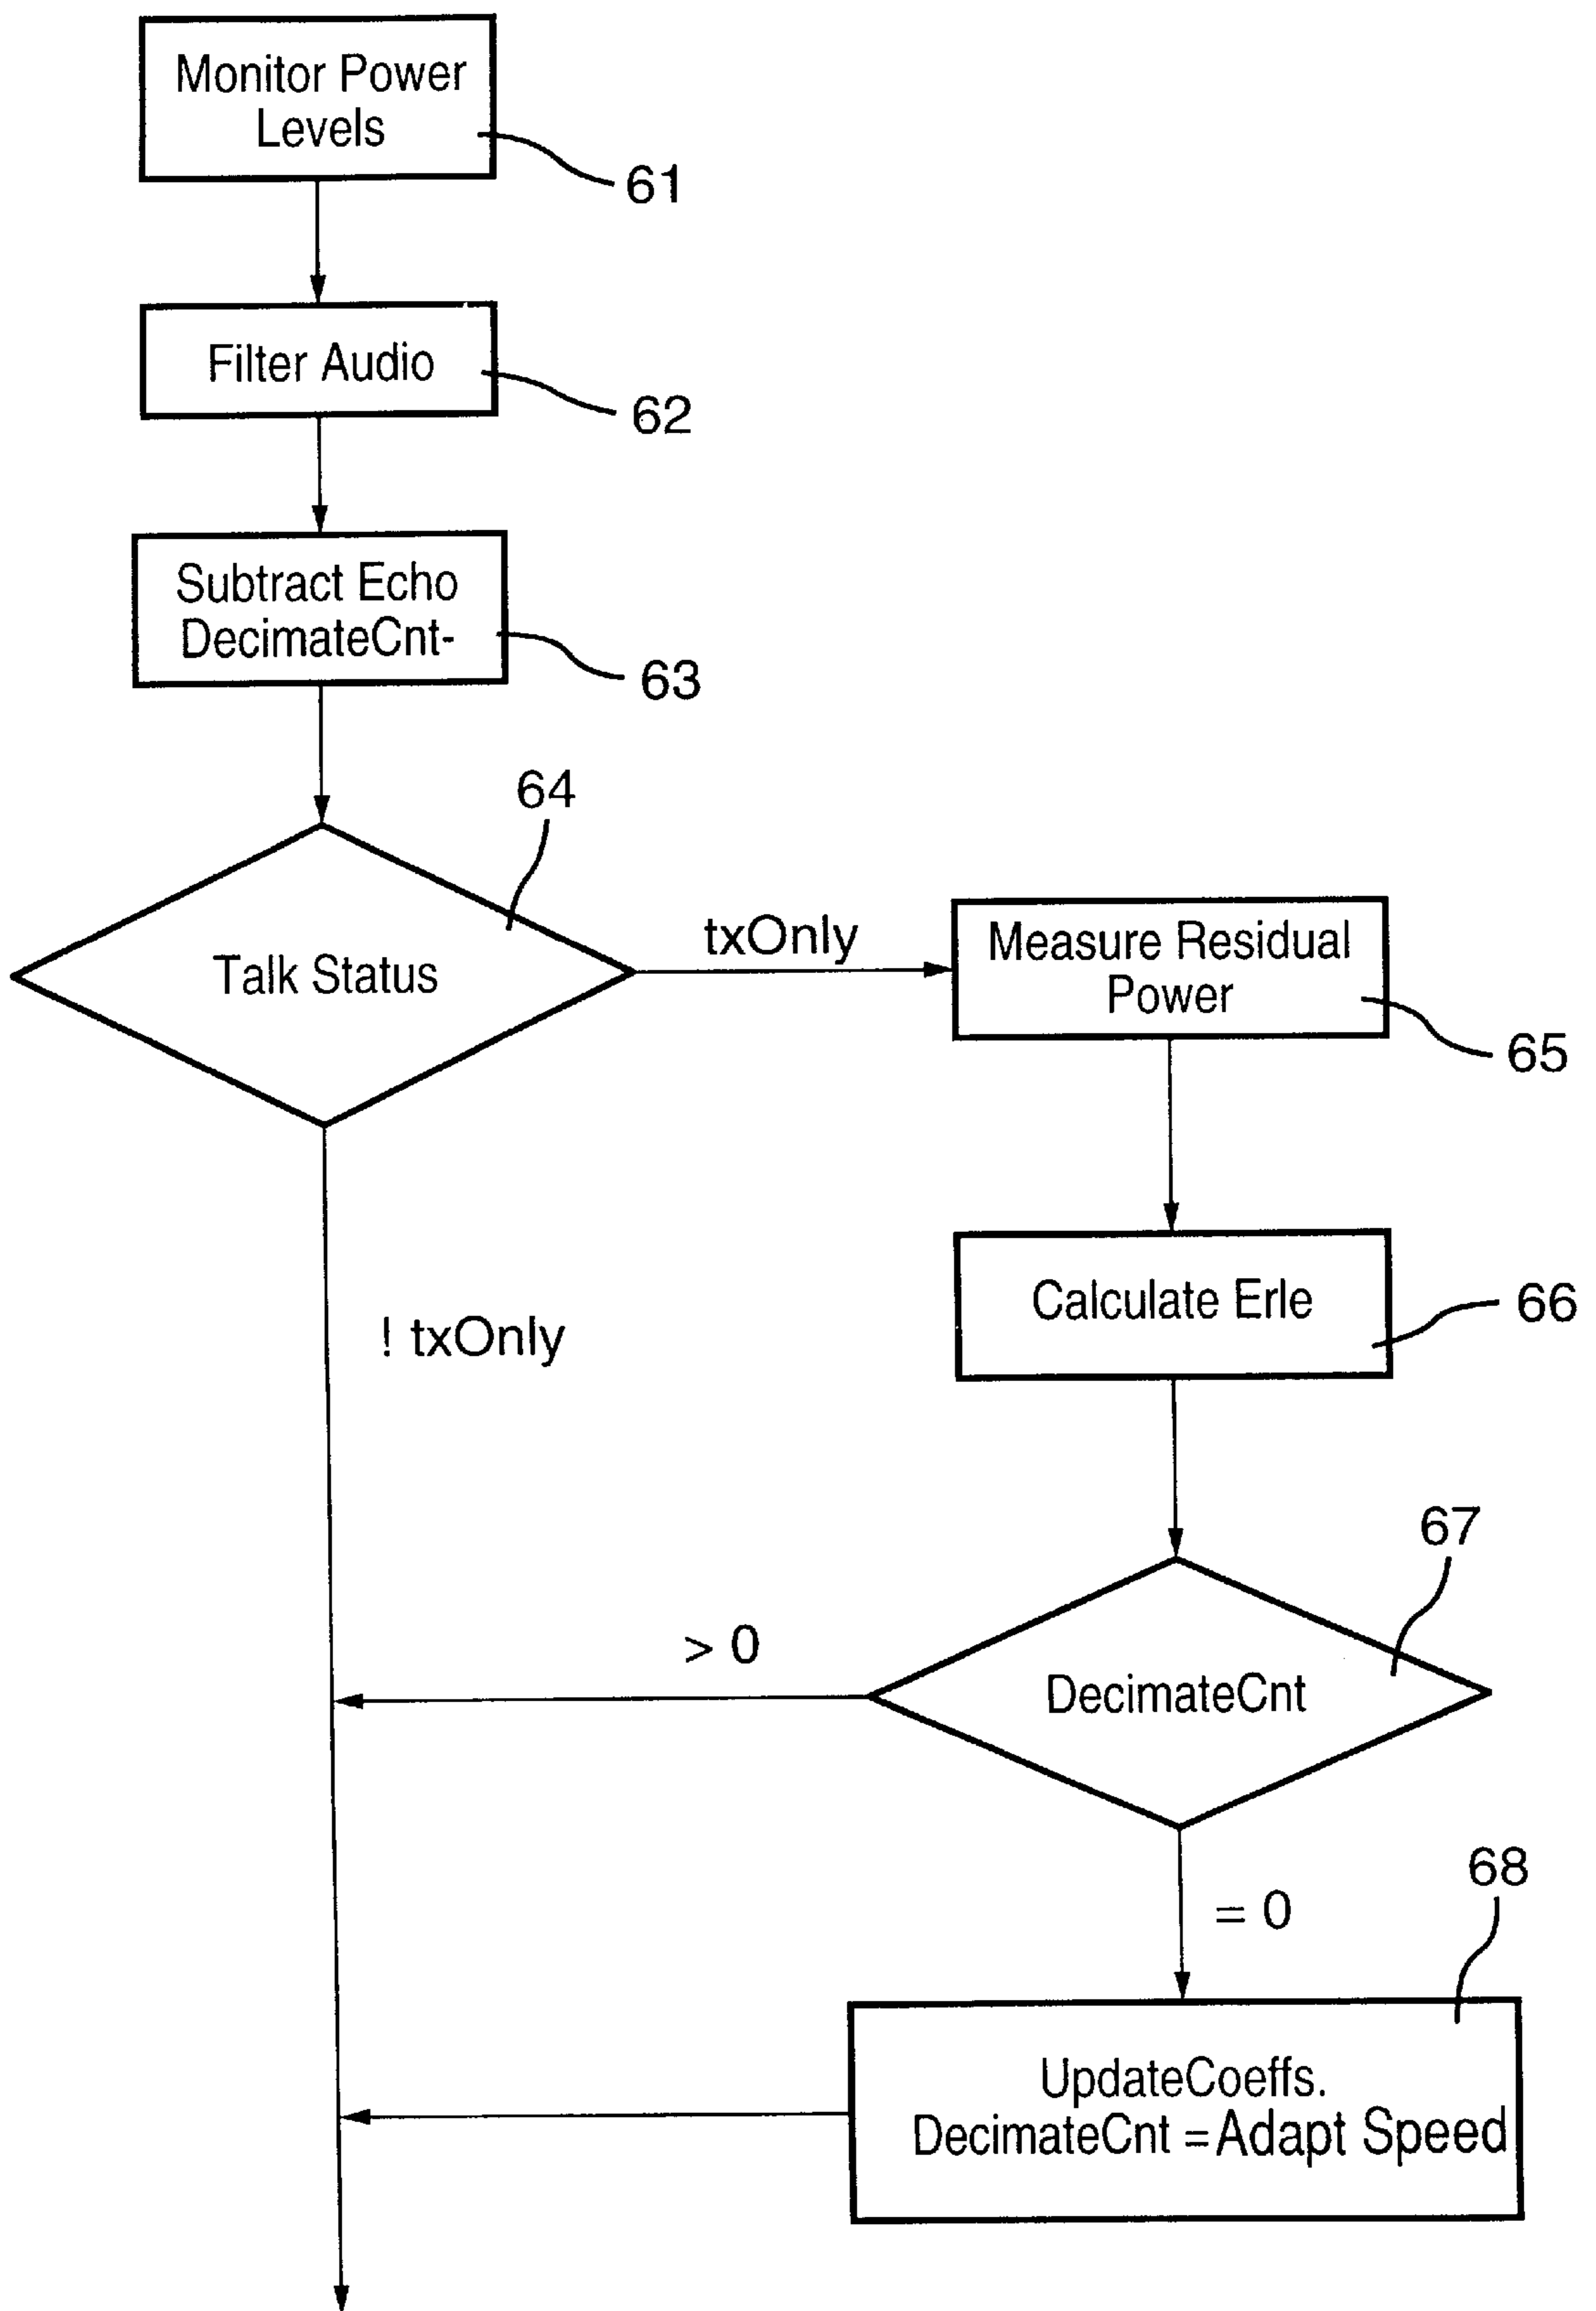 Monitor Power
Levels
61
Filter Audio
62
Subtract Echo
DecimateCnt-
63
64
Talk Status
txOnly
Measure Residual
Power
65
! txOnly
Calculate Erle
66
67
> 0
DecimateCnt
= 0
68
UpdateCoeffs.
DecimateCnt =Adapt Speed